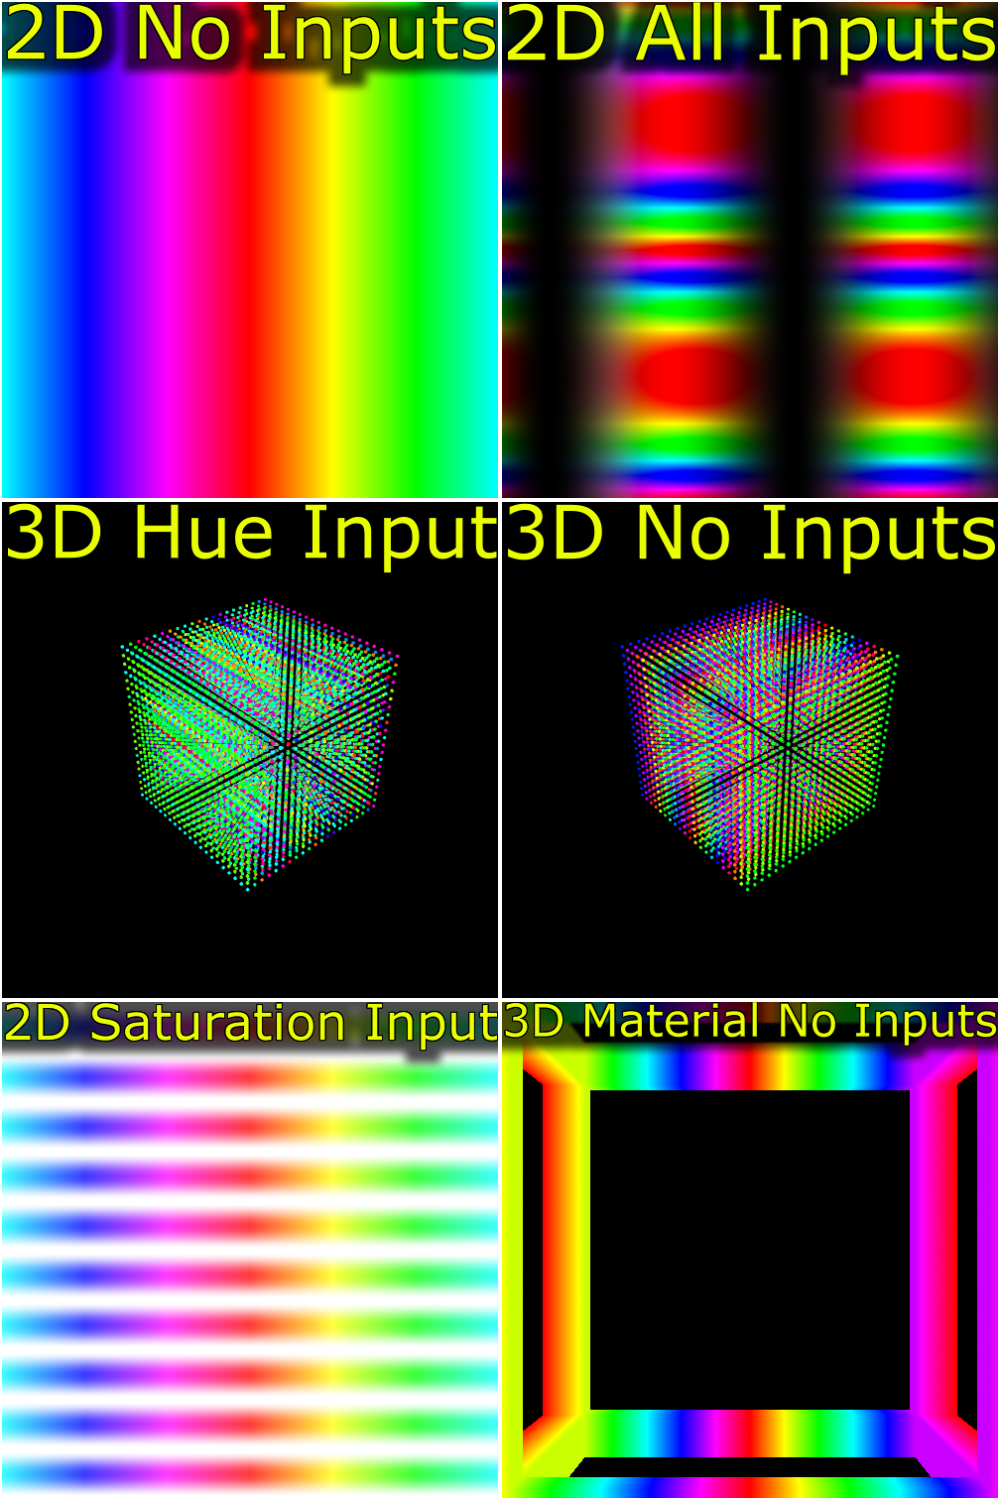 2D No Inputs
2D All Inputs
3D Hue Input
3D No Inputs
2D Saturation Input
3D Material No Inputs